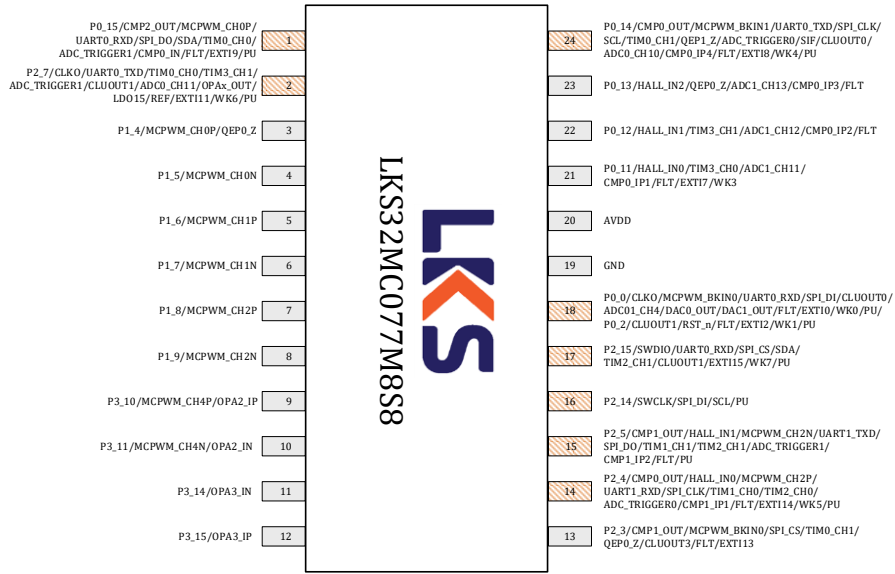 P0_15/CMP2_OUT/MCPWM_CH0P/
UART0_RXD/SPI_DO/SDA/TIM0_CH0/
ADC_TRIGGER1/CMP0_IN/FLT/EXTI9/PU
1
P2_7/CLKO/UART0_TXD/TIM0_CH0/TIM3_CH1/
ADC_TRIGGER1/CLUOUT1/ADC0_CH11/OPAx_OUT/
LDO15/REF/EXTI11/WK6/PU
2
P1_4/MCPWM_CH0P/QEP0_Z
3
P1_5/MCPWM_CH0N
4
P1_6/MCPWM_CH1P
5
P1_7/MCPWM_CH1N
6
P1_8/MCPWM_CH2P
7
P1_9/MCPWM_CH2N
8
P3_10/MCPWM_CH4P/OPA2_IP
9
P3_11/MCPWM_CH4N/OPA2_IN
10
P3_14/OPA3_IN
11
P3_15/OPA3_IP
12
LKS32MC077M8S8
LKS
24
P0_14/CMP0_OUT/MCPWM_BKIN1/UART0_TXD/SPI_CLK/
SCL/TIM0_CH1/QEP1_Z/ADC_TRIGGER0/SIF/CLUOUT0/
ADC0_CH10/CMP0_IP4/FLT/EXTI8/WK4/PU
23
P0_13/HALL_IN2/QEP0_Z/ADC1_CH13/CMP0_IP3/FLT
22
P0_12/HALL_IN1/TIM3_CH1/ADC1_CH12/CMP0_IP2/FLT
21
P0_11/HALL_IN0/TIM3_CH0/ADC1_CH11/
CMP0_IP1/FLT/EXTI7/WK3
20
AVDD
19
GND
18
P0_0/CLKO/MCPWM_BKIN0/UART0_RXD/SPI_DI/CLUOUT0/
ADC01_CH4/DAC0_OUT/DAC1_OUT/FLT/EXTI0/WK0/PU/
P0_2/CLUOUT1/RST_n/FLT/EXTI2/WK1/PU
17
P2_15/SWDIO/UART0_RXD/SPI_CS/SDA/
TIM2_CH1/CLUOUT1/EXTI15/WK7/PU
16
P2_14/SWCLK/SPI_DI/SCL/PU
15
P2_5/CMP1_OUT/HALL_IN1/MCPWM_CH2N/UART1_TXD/
SPI_DO/TIM1_CH1/TIM2_CH1/ADC_TRIGGER1/
CMP1_IP2/FLT/PU
14
P2_4/CMP0_OUT/HALL_IN0/MCPWM_CH2P/
UART1_RXD/SPI_CLK/TIM1_CH0/TIM2_CH0/
ADC_TRIGGER0/CMP1_IP1/FLT/EXTI14/WK5/PU
13
P2_3/CMP1_OUT/MCPWM_BKIN0/SPI_CS/TIM0_CH1/
QEP0_Z/CLUOUT3/FLT/EXTI13